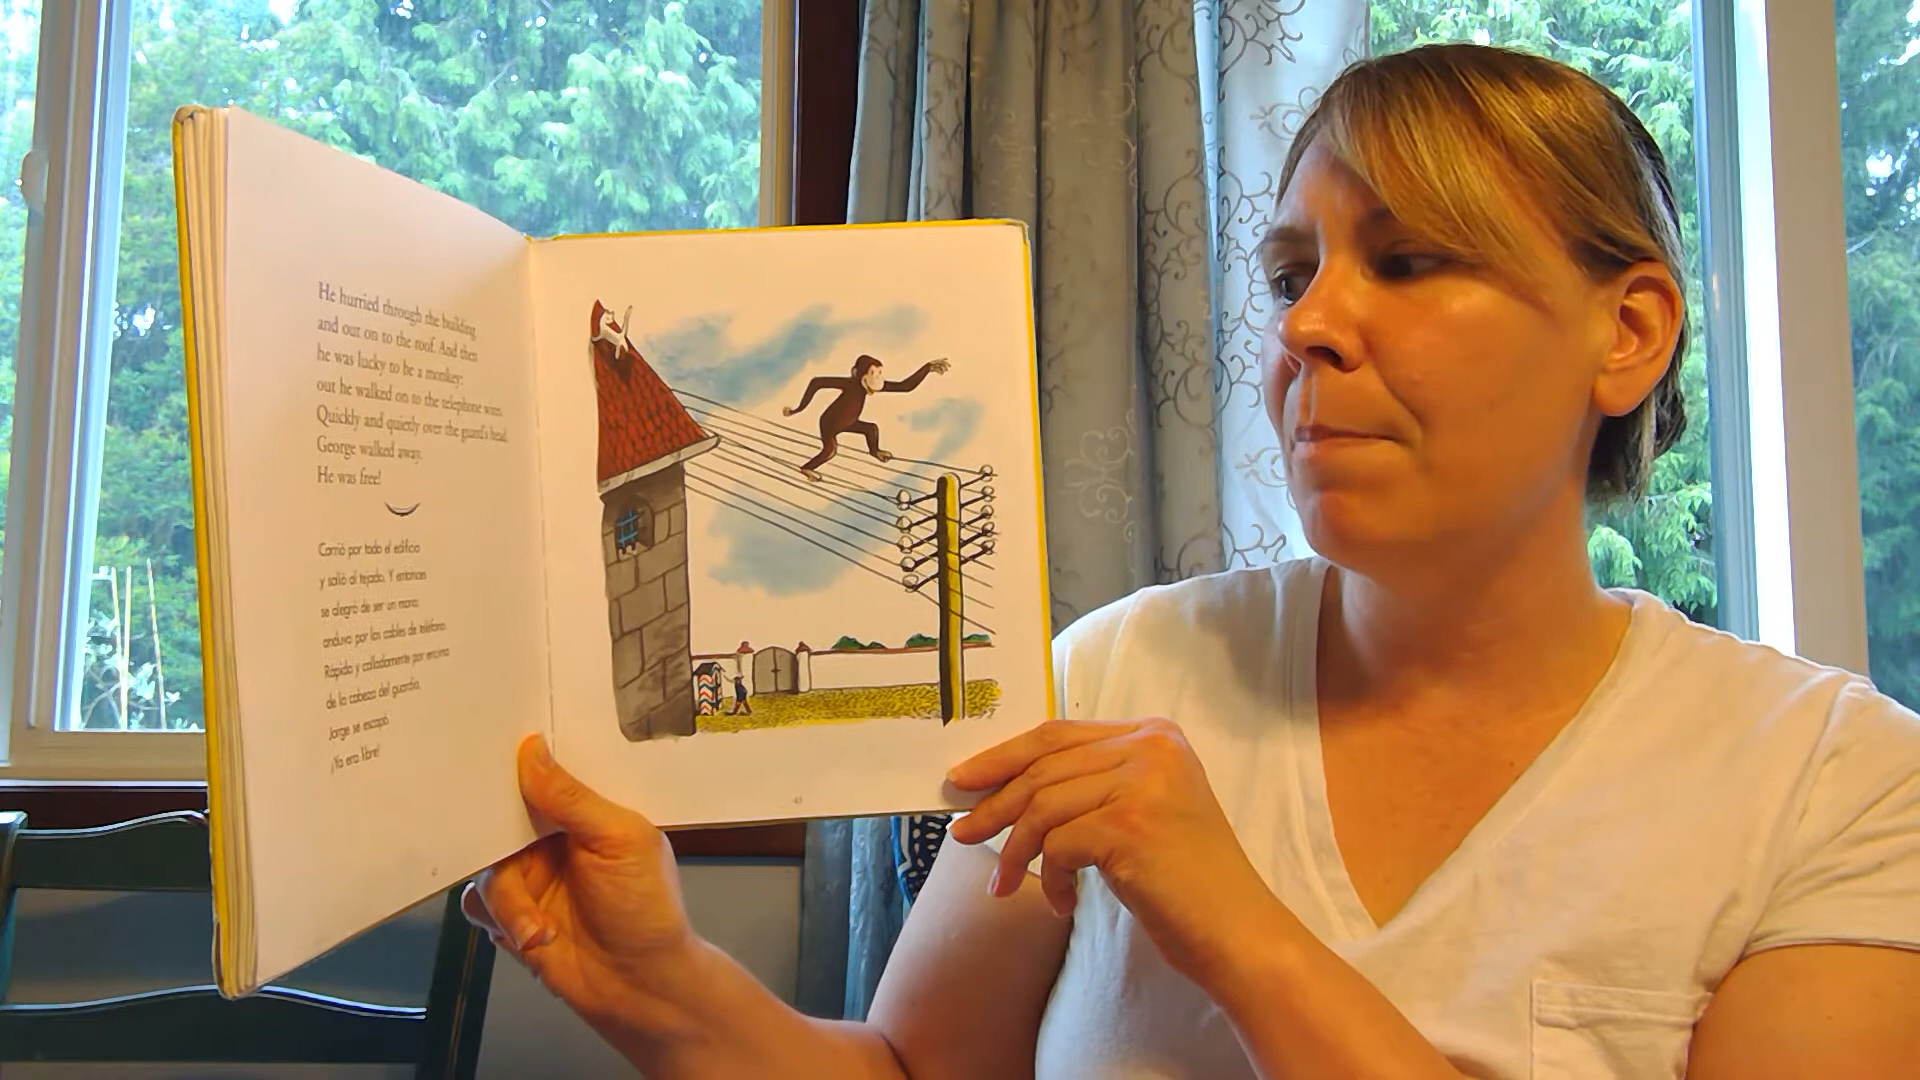 He hurried through the building
and out on to the roof. And then
he was lucky to be a monkey:
out he walked on to the telephone wires.
Quickly and quietly over the guard's head,
George walked away.
He was free!
Corrió por todo el edificio
y salió al tejado. Y entonces
se alegró de ser un mono:
anduvo por los cables de teléfono.
Rápida y calladamente por encima
de la cabeza del guardia,
Jorge se escapó.
¡Ya era libre!
42
43